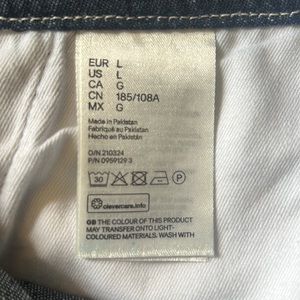 EUR L
US L
CA G
CN 185/108A
MX G
Made in Pakistan
Fabriqué au Pakistan
Hecho en Pakistán
O/N 210324
P/N 0959129 3
30
P
clevercare.info
GB THE COLOUR OF THIS PRODUCT
MAY TRANSFER ONTO LIGHT-
COLOURED MATERIALS. WASH WITH